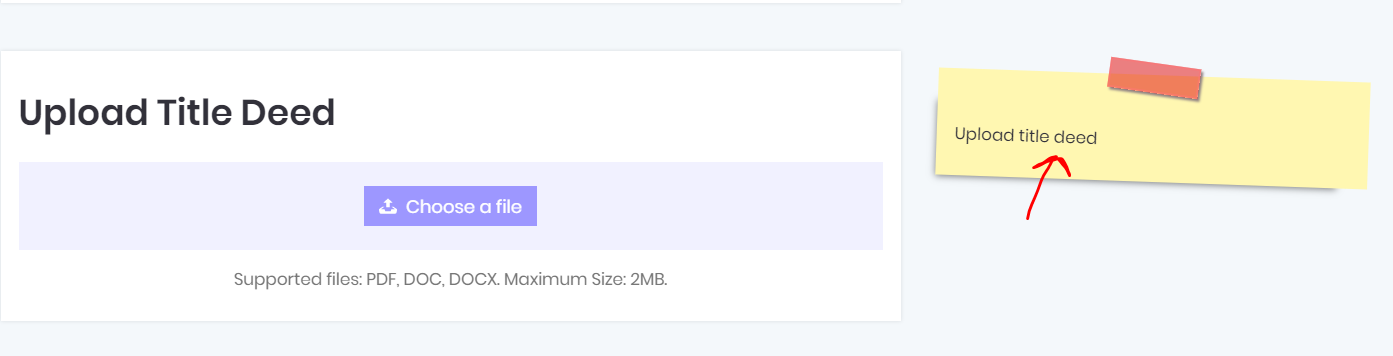 Upload Title Deed
Choose a file
Supported files: PDF, DOC, DOCX. Maximum Size: 2MB.
Upload title deed